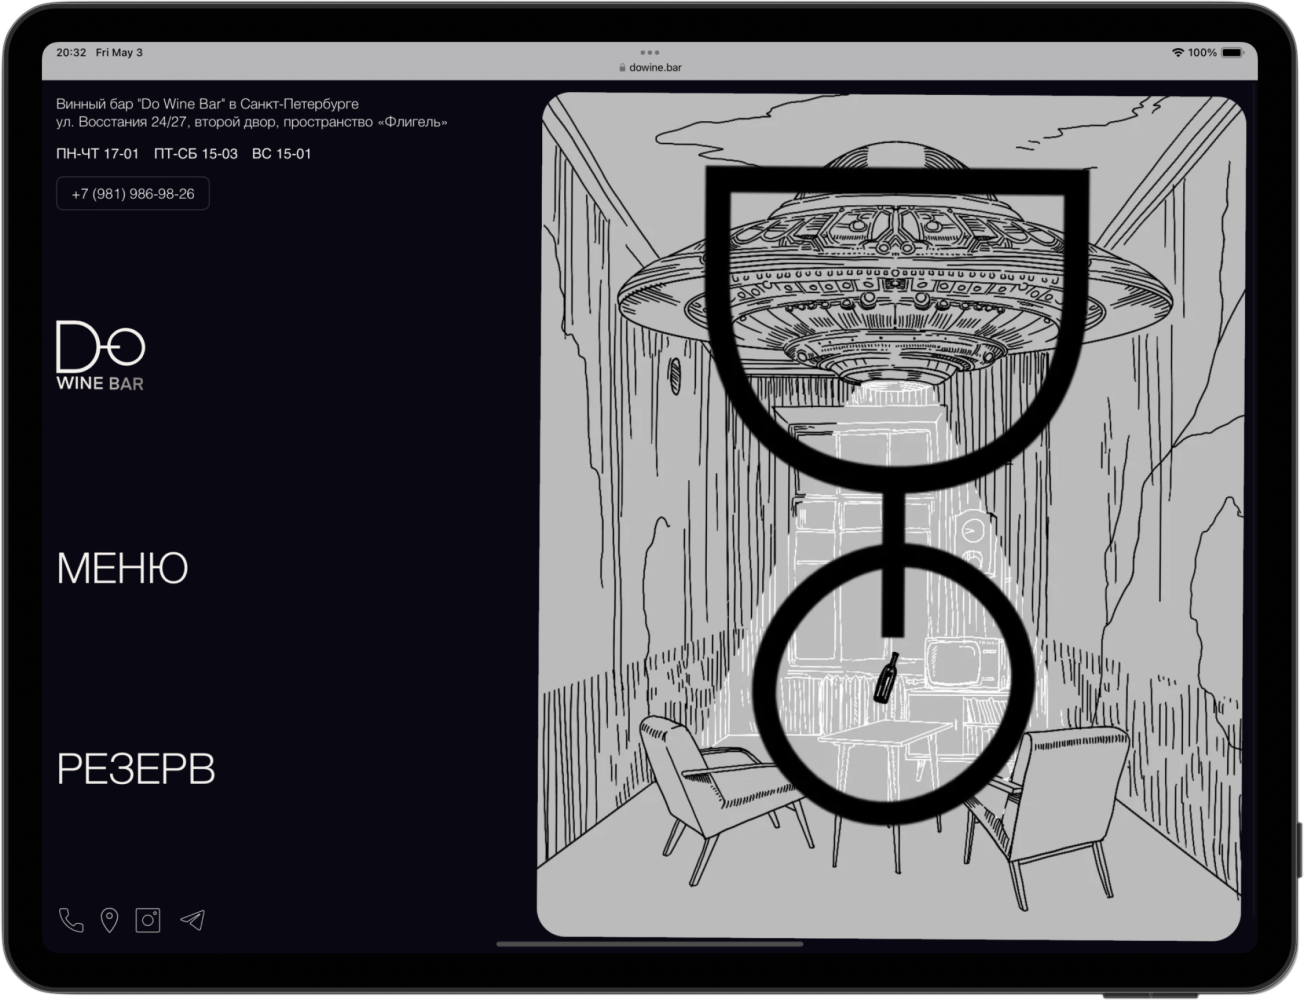 20:32 Fri May 3
dowine.bar
100%
Винный бар "Do Wine Bar" в Санкт-Петербурге
ул. Восстания 24/27, второй двор, пространство «Флигель»
ПН-ЧТ 17-01 ПТ-СБ 15-03 ВС 15-01
+7 (981) 986-98-26
Do
WINE BAR
МЕНЮ
РЕЗЕРВ